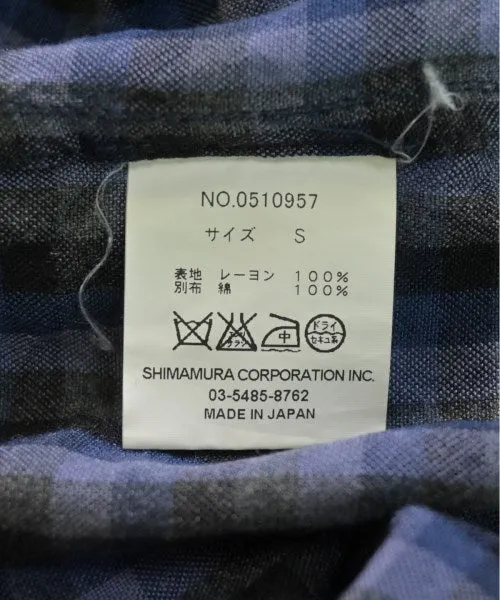 NO.0510957
サイズ S
表地 レーヨン 100%
別布 綿 100%
中 ドライ
セキユ系
SHIMAMURA CORPORATION INC.
03-5485-8762
MADE IN JAPAN